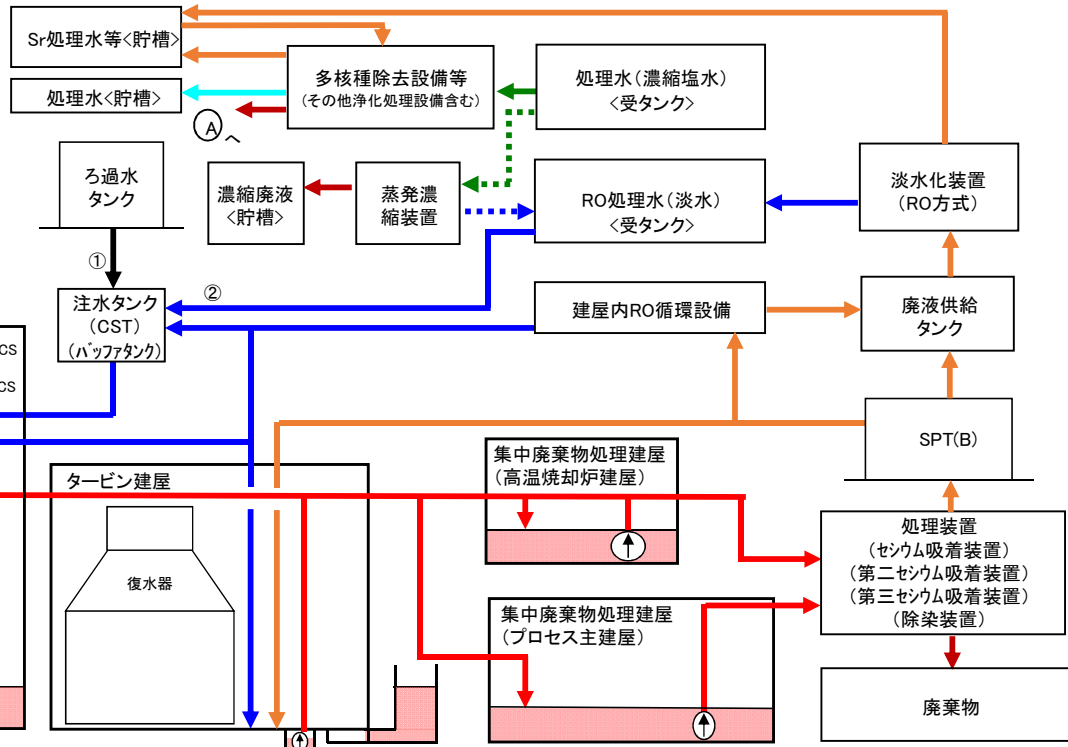 Sr処理水等<貯槽>
処理水<貯槽>
多核種除去設備等
(その他浄化処理設備含む)
処理水(濃縮塩水)
<受タンク>
A へ
ろ過水
タンク
濃縮廃液
<貯槽>
蒸発濃
縮装置
RO処理水(淡水)
<受タンク>
淡水化装置
(RO方式)
①
②
注水タンク
(CST)
(バッファタンク)
建屋内RO循環設備
廃液供給
タンク
CS
CS
SPT(B)
タービン建屋
復水器
集中廃棄物処理建屋
(高温焼却炉建屋)
処理装置
(セシウム吸着装置)
(第二セシウム吸着装置)
(第三セシウム吸着装置)
(除染装置)
集中廃棄物処理建屋
(プロセス主建屋)
廃棄物